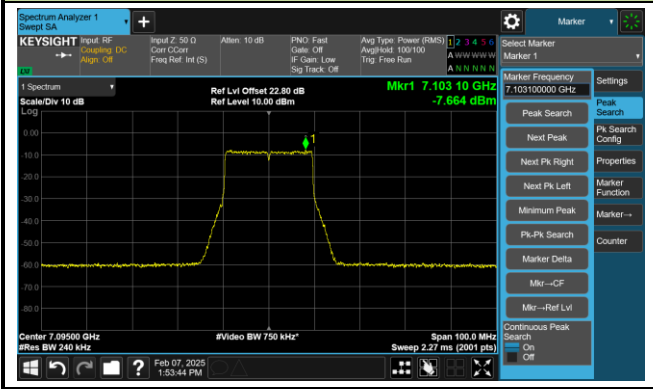 Spectrum Analyzer 1
Swept SA
Marker
KEYSIGHT
Input: RF
Coupling: DC
Align: Off
Input Z: 50 Ω
Corr CCorr
Freq Ref: Int (S)
Atten: 10 dB
PNO: Fast
Gate: Off
IF Gain: Low
Sig Track: Off
Avg Type: Power (RMS)
Avg|Hold: 100/100
Trig: Free Run
1 2 3 4 5 6
A W W W W W
A N N N N N
LW
Select Marker
Marker 1
1 Spectrum
Scale/Div 10 dB
Log
Ref Lvl Offset 22.80 dB
Ref Level 10.00 dBm
Mkr1 7.103 10 GHz
-7.664 dBm
0.00
-10.0
-20.0
-30.0
-40.0
-50.0
-60.0
-70.0
-80.0
1
Center 7.09500 GHz
#Res BW 240 kHz
#Video BW 750 kHz*
Span 100.0 MHz
Sweep 2.27 ms (2001 pts)
Marker Frequency
7.103100000 GHz
Peak Search
Next Peak
Next Pk Right
Next Pk Left
Minimum Peak
Pk-Pk Search
Marker Delta
Mkr→CF
Mkr→Ref Lvl
Continuous Peak
Search
On
Off
Settings
Peak
Search
Pk Search
Config
Properties
Marker
Function
Marker→
Counter
?
Feb 07, 2025
1:53:44 PM